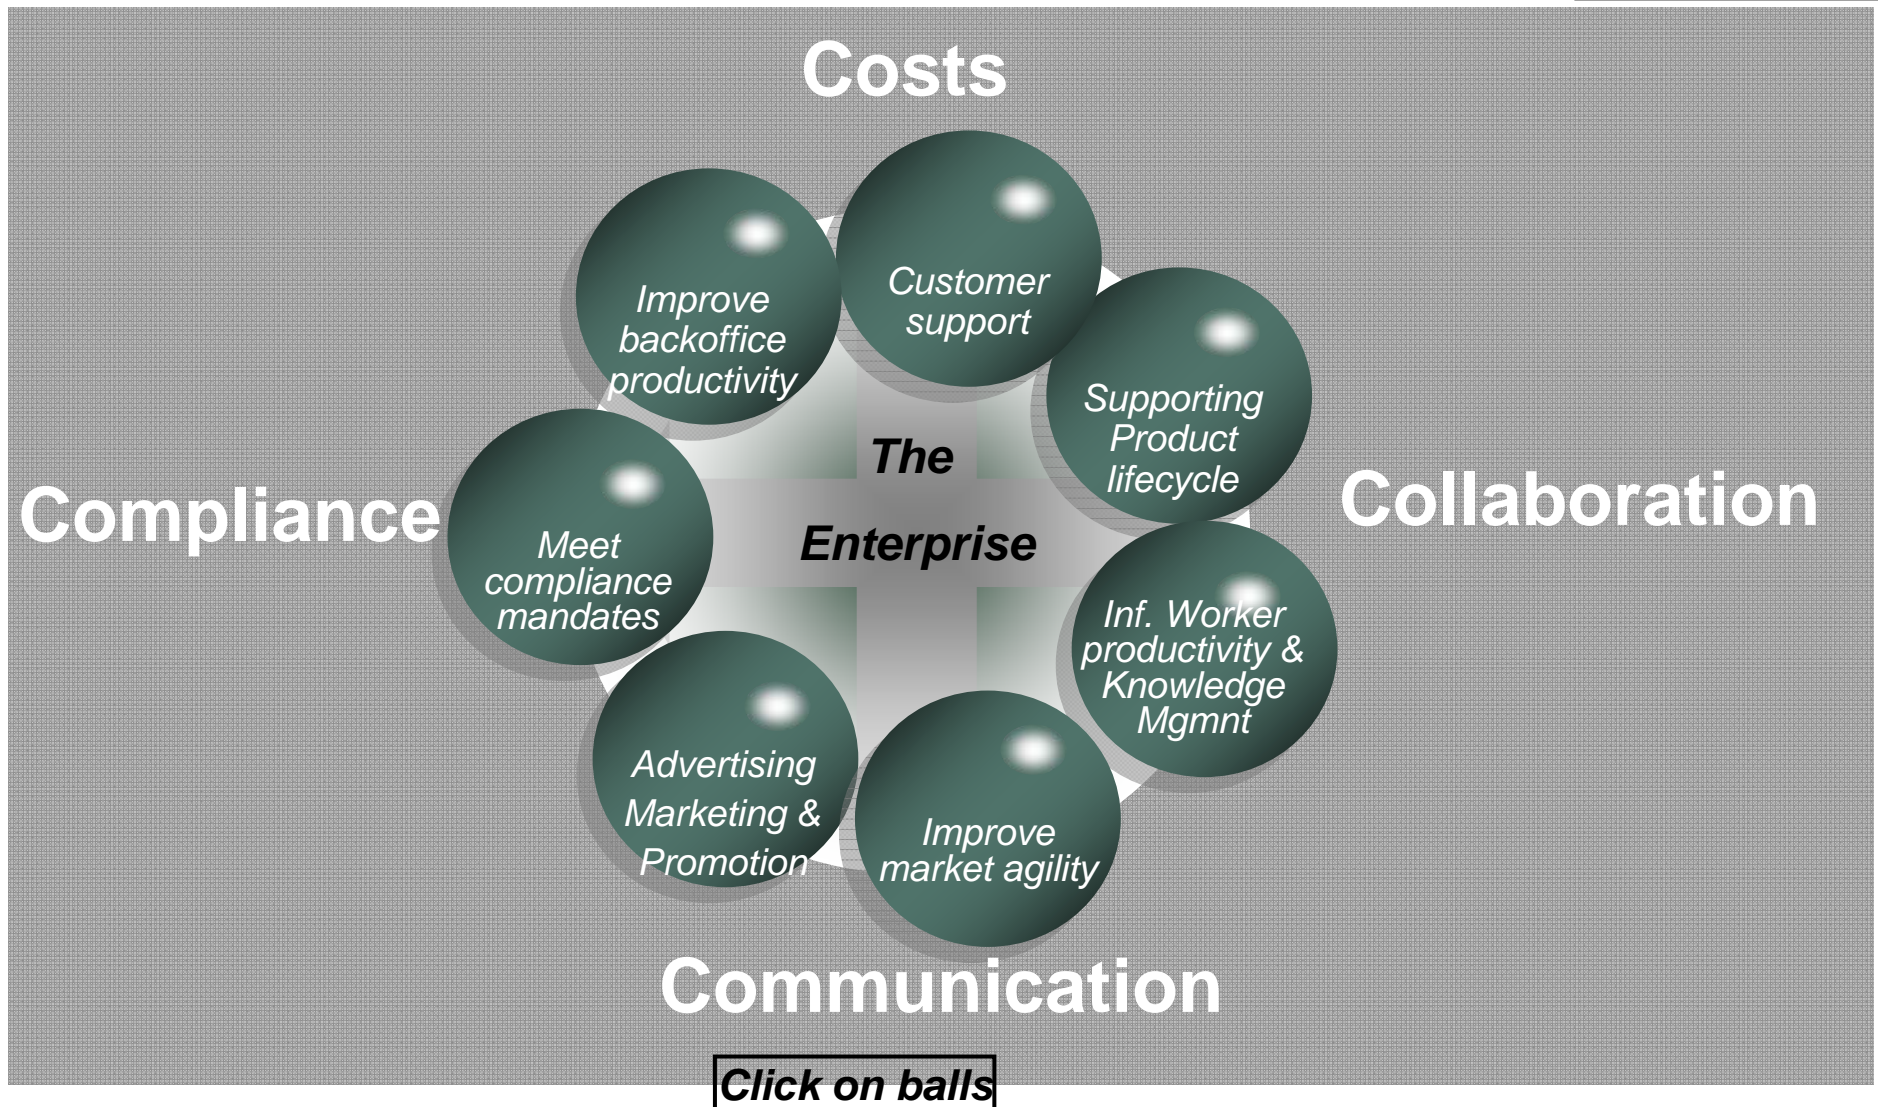 Costs
Improve
backoffice
productivity
Customer
support
Supporting
Product
lifecycle
The
Enterprise
Compliance
Collaboration
Meet
compliance
mandates
Inf. Worker
productivity &
Knowledge
Mgmnt
Advertising
Marketing &
Promotion
Improve
market agility
Communication
Click on balls